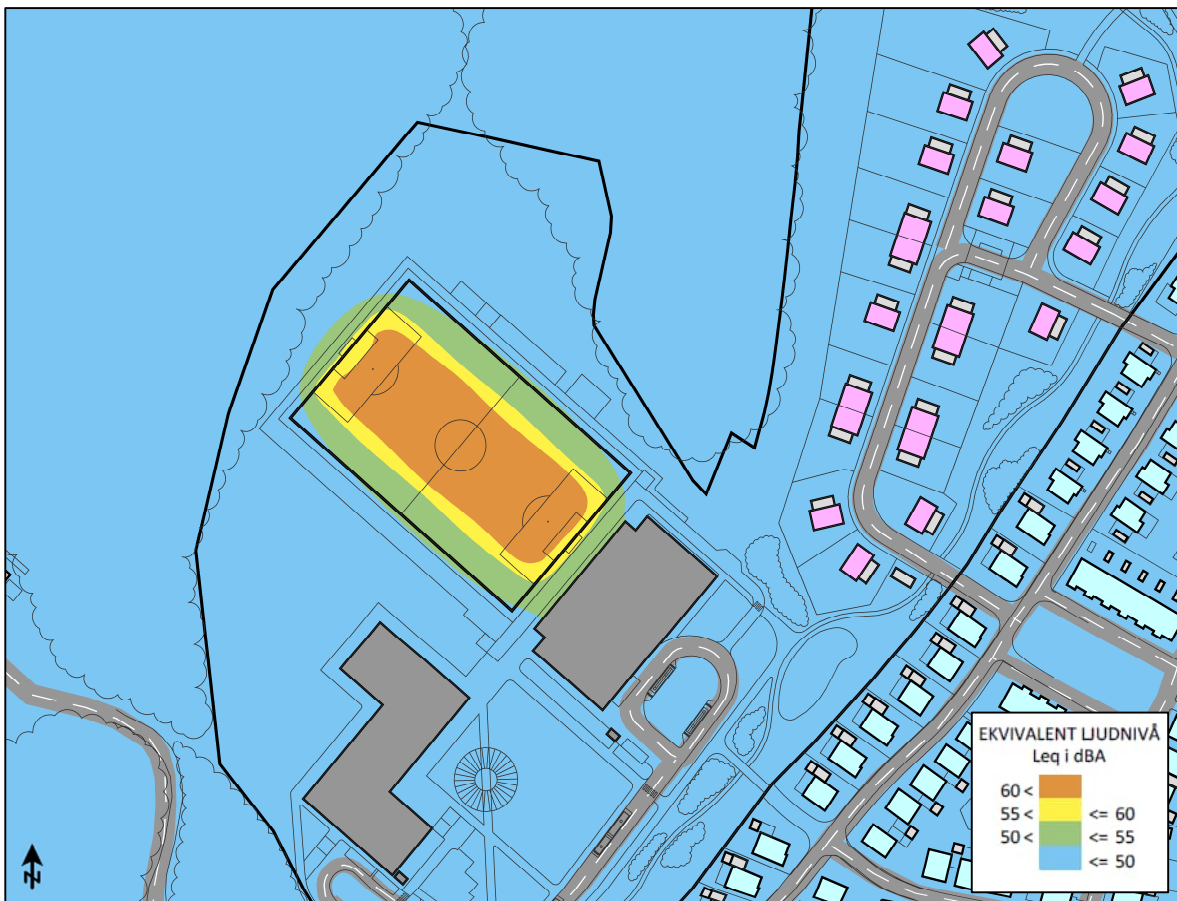 EKVIVALENT LJUDNIVÅ
Leq i dBA
60 <
55 < <= 60
50 < <= 55
<= 50
N